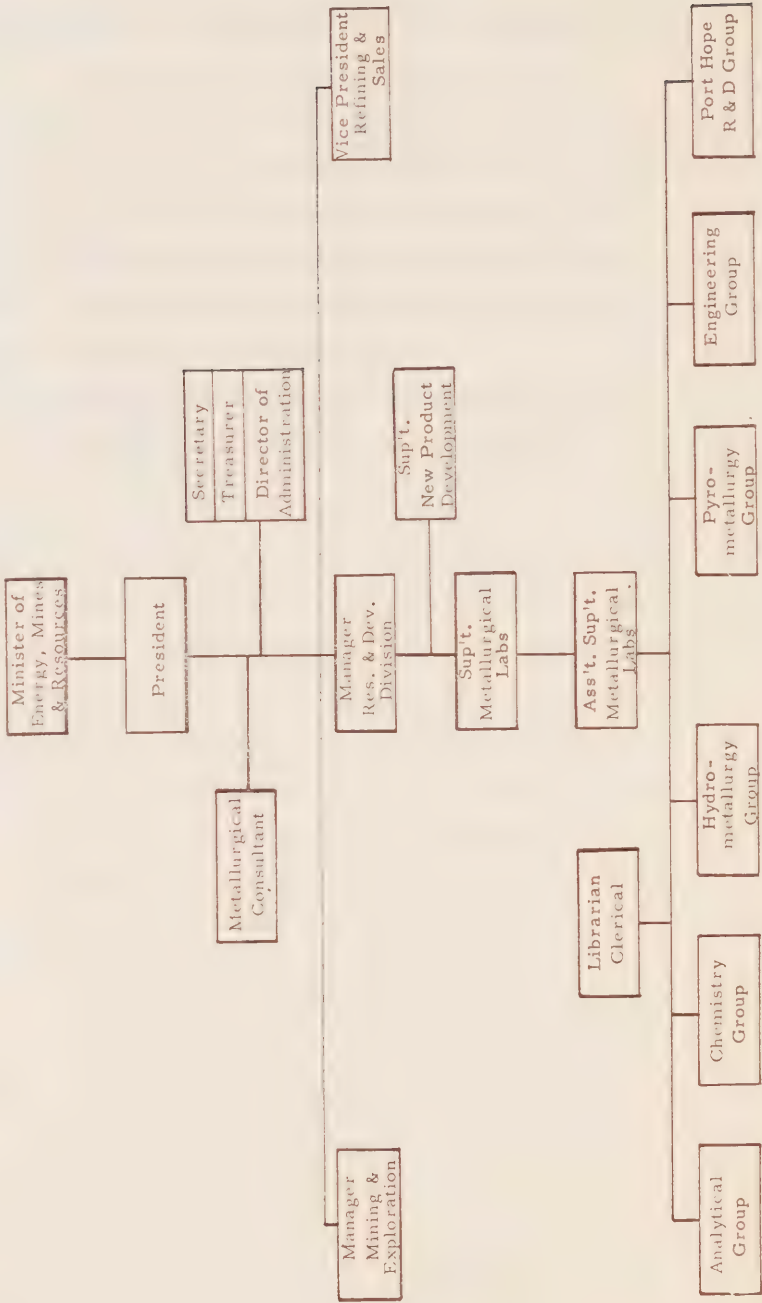 Minister of
Energy, Mines
& Resources
President
Secretary
Treasurer
Director of
Administration
Metallurgical
Consultant
Manager
Mining &
Exploration
Manager
Res. & Dev.
Division
Vice President
Refining &
Sales
Sup't.
New Product
Development
Sup't.
Metallurgical
Labs
Ass't. Sup't.
Metallurgical
Labs
Librarian
Clerical
Analytical
Group
Chemistry
Group
Hydro-
metallurgy
Group
Pyro-
metallurgy
Group
Engineering
Group
Port Hope
R & D Group